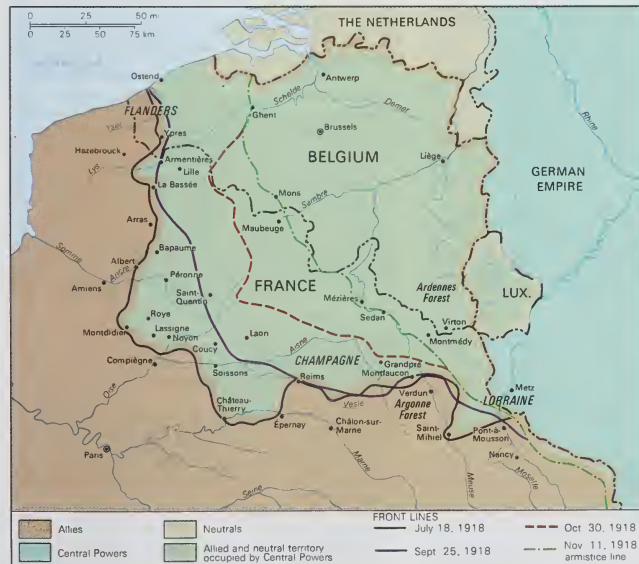 0 25 50 mi
0 25 50 75 km
THE NETHERLANDS
Ostend
Antwerp
FLANDERS
Schelde
Demer
Rhine
Ghent
Yser
Ypres
Brussels
Hazebrouck
Lys
Armentières
Lille
BELGIUM
Liège
GERMAN
EMPIRE
La Bassée
Mons
Sambre
Arras
Maubeuge
Somme
Albert
Ancre
Bapaume
Amiens
Péronne
FRANCE
Ardennes
Forest
LUX.
Saint-
Quentin
Mézières
Sedan
Virton
Roye
Montdidier
Lassigne
Noyon
Laon
Montmédy
Coucy
Aisne
CHAMPAGNE
Grandpré
Compiègne
Soissons
Montfaucon
Metz
Oise
Reims
Verdun
LORRAINE
Château-
Thierry
Vesle
Argonne
Forest
Épernay
Châlon-sur-
Marne
Saint-
Mihiel
Pont-à-
Mousson
Paris
Nancy
Marne
Meuse
Moselle
Seine
Allies
Neutrals
Central Powers
Allied and neutral territory
occupied by Central Powers
FRONT LINES
July 18, 1918
Oct 30, 1918
Sept 25, 1918
Nov 11, 1918
armistice line